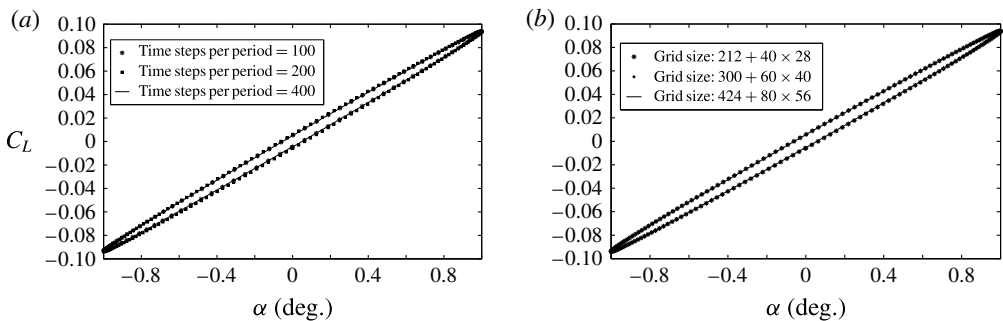 (a)
0.10
0.08
0.06
0.04
0.02
0
−0.02
−0.04
−0.06
−0.08
−0.10
C_L
Time steps per period = 100
Time steps per period = 200
Time steps per period = 400
−0.8
−0.4
0
0.4
0.8
α (deg.)
(b)
0.10
0.08
0.06
0.04
0.02
0
−0.02
−0.04
−0.06
−0.08
−0.10
Grid size: 212 + 40 × 28
Grid size: 300 + 60 × 40
Grid size: 424 + 80 × 56
−0.8
−0.4
0
0.4
0.8
α (deg.)